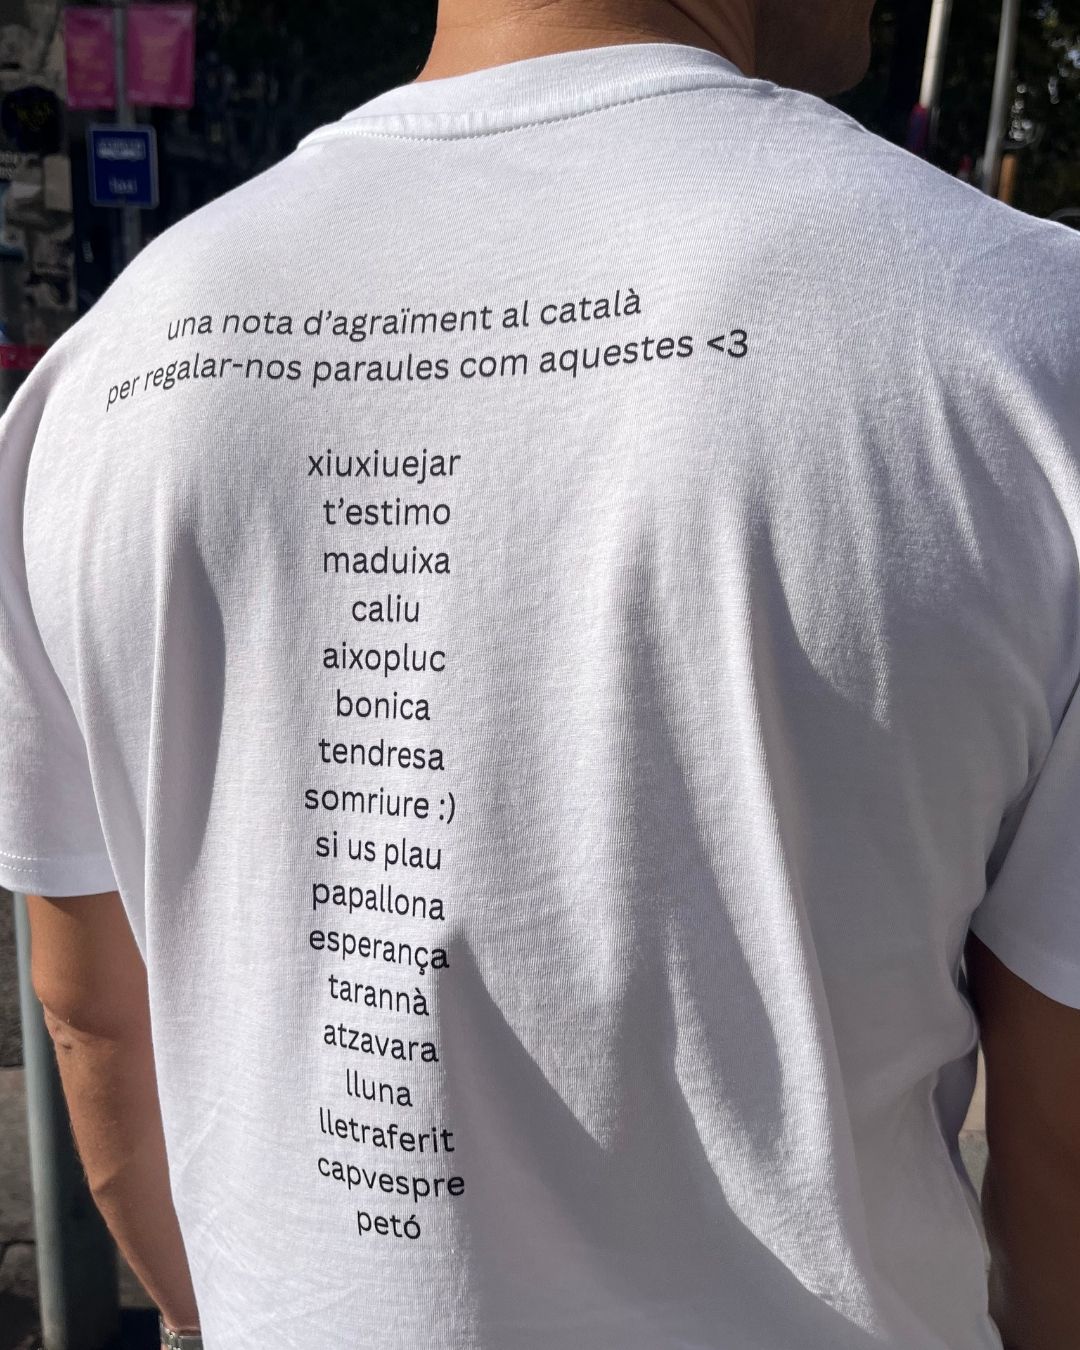 una nota d'agraïment al català
per regalar-nos paraules com aquestes <3
xiuxiuejar
t'estimo
maduixa
caliu
aixopluc
bonica
tendresa
somriure :)
si us plau
papallona
esperança
tarannà
atzavara
lluna
lletraferit
capvespre
petó